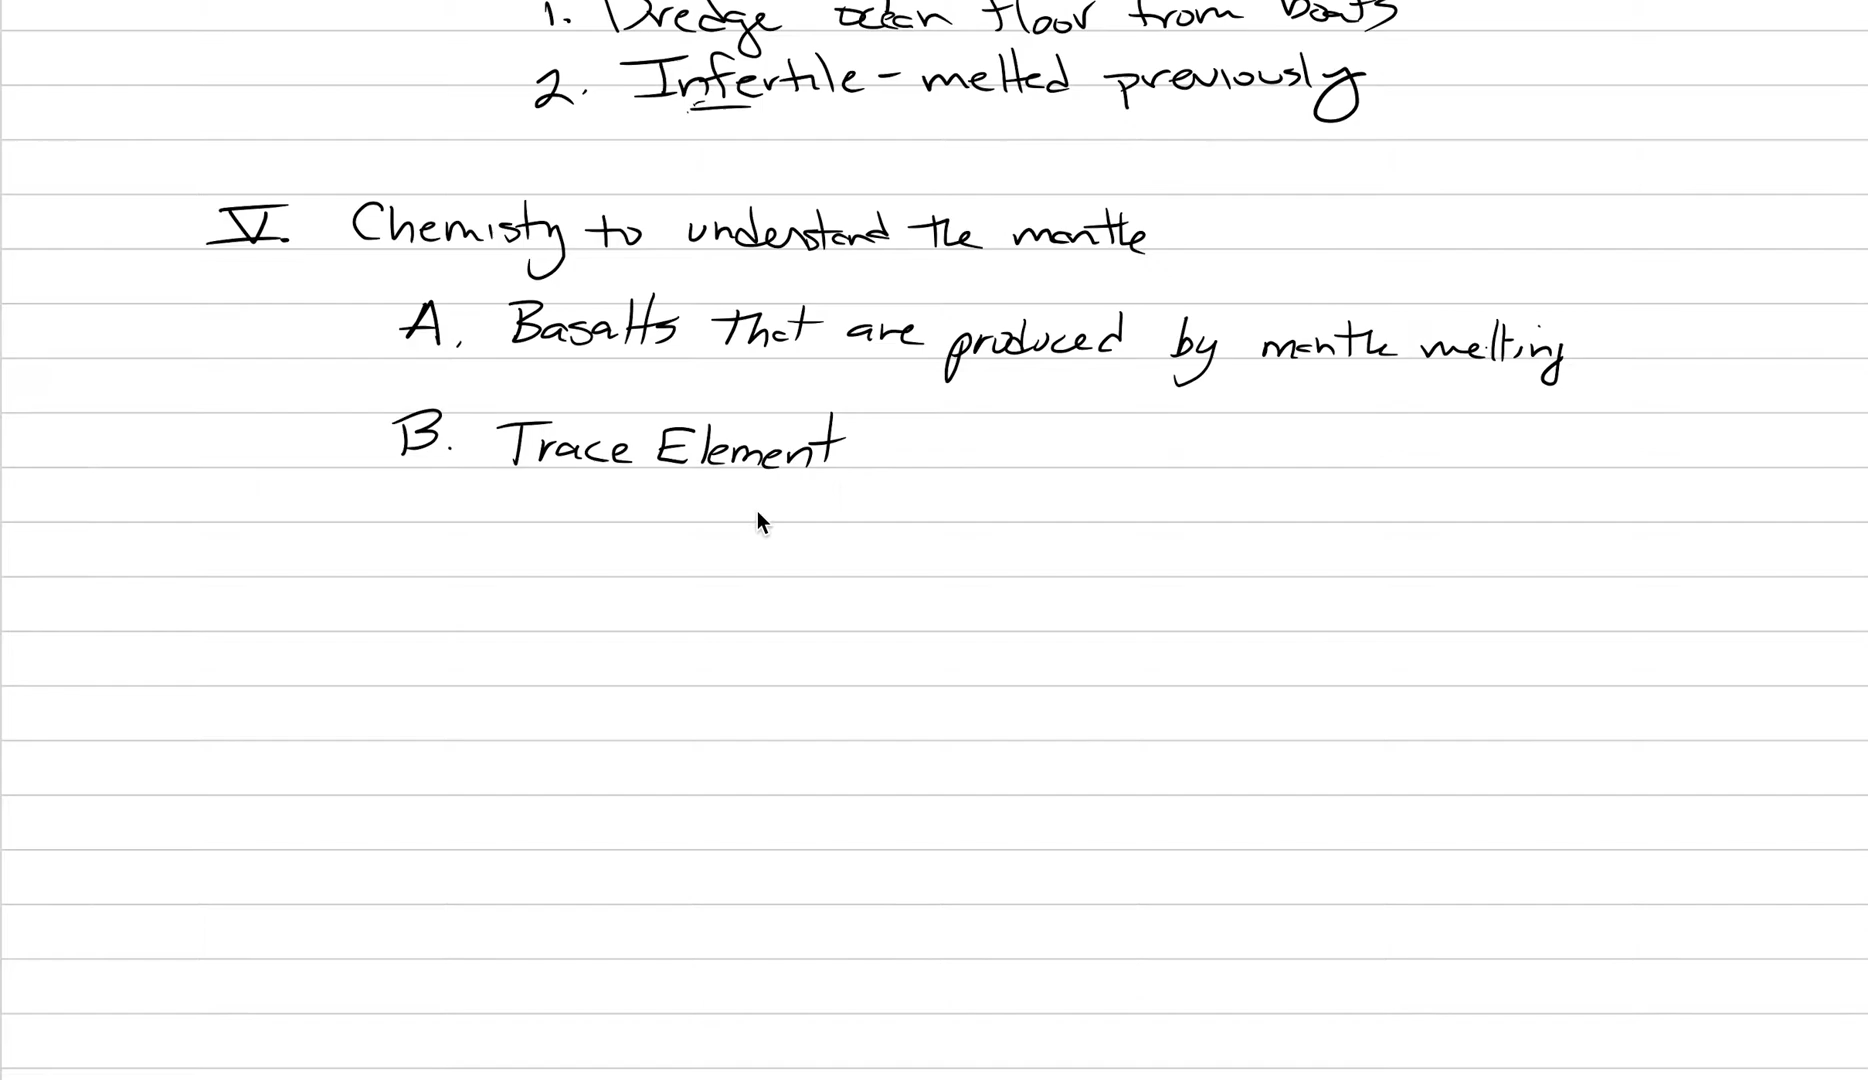 1. Dredge ocean floor from boats
2. Infertile - melted previously
V. Chemisty to understand the mantle
A. Basalts that are produced by mantle melting
B. Trace Element